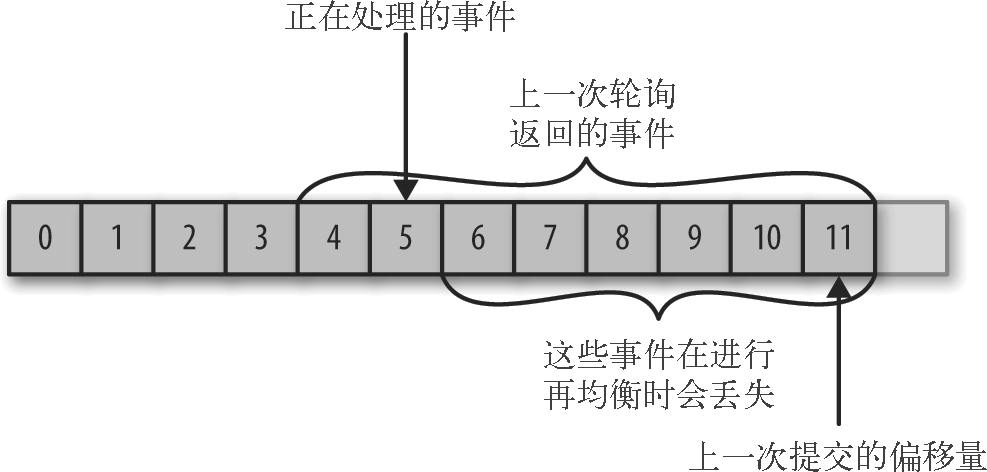 正在处理的事件
上一次轮询
返回的事件
0 1 2 3 4 5 6 7 8 9 10 11
这些事件在进行
再均衡时会丢失
上一次提交的偏移量